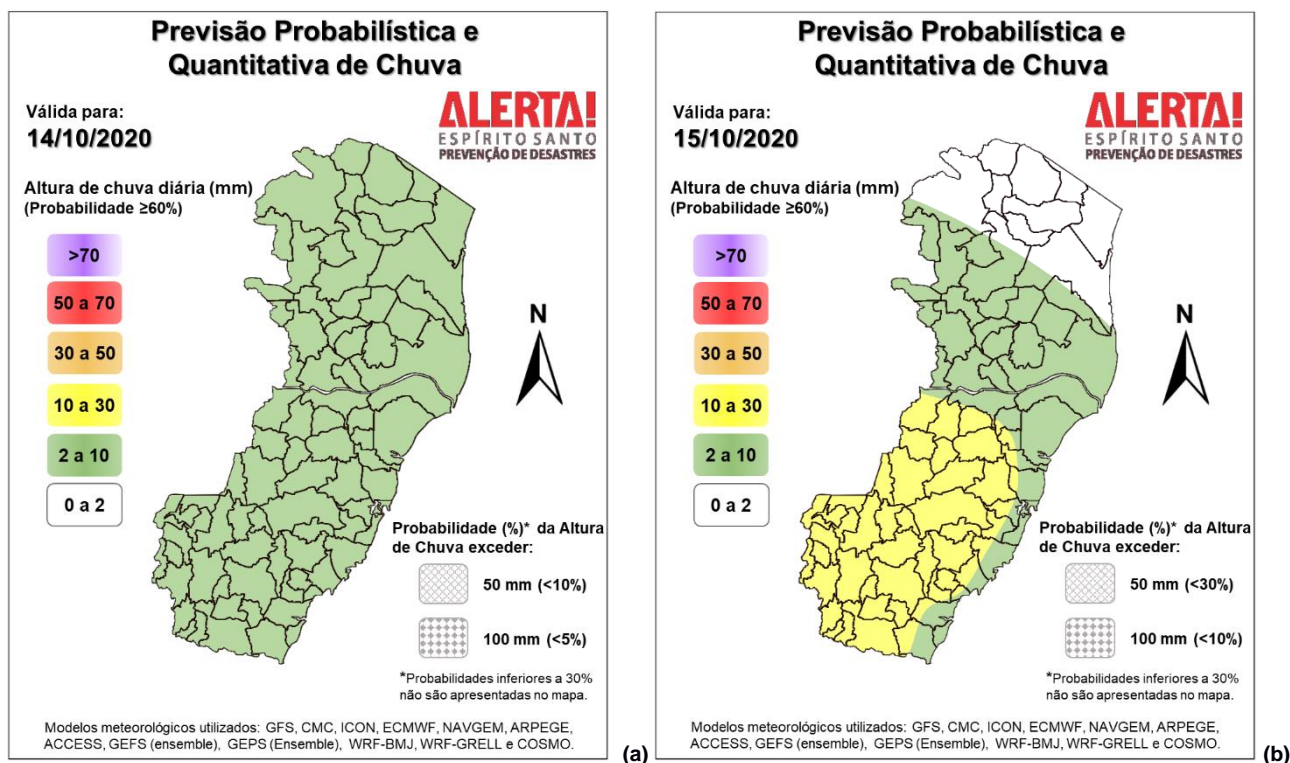 Previsão Probabilística e
Quantitativa de Chuva
Válida para:
14/10/2020
ALERTA!
ESPÍRITO SANTO
PREVENÇÃO DE DESASTRES
Altura de chuva diária (mm)
(Probabilidade ≥60%)
>70
50 a 70
30 a 50
10 a 30
2 a 10
0 a 2
N
Probabilidade (%)* da Altura
de Chuva exceder:
50 mm (<10%)
100 mm (<5%)
*Probabilidades inferiores a 30%
não são apresentadas no mapa.
Modelos meteorológicos utilizados: GFS, CMC, ICON, ECMWF, NAVGEM, ARPEGE,
ACCESS, GEFS (ensemble), GEPS (Ensemble), WRF-BMJ, WRF-GRELL e COSMO.
(a)
Previsão Probabilística e
Quantitativa de Chuva
Válida para:
15/10/2020
ALERTA!
ESPÍRITO SANTO
PREVENÇÃO DE DESASTRES
Altura de chuva diária (mm)
(Probabilidade ≥60%)
>70
50 a 70
30 a 50
10 a 30
2 a 10
0 a 2
N
Probabilidade (%)* da Altura
de Chuva exceder:
50 mm (<30%)
100 mm (<10%)
*Probabilidades inferiores a 30%
não são apresentadas no mapa.
Modelos meteorológicos utilizados: GFS, CMC, ICON, ECMWF, NAVGEM, ARPEGE,
ACCESS, GEFS (ensemble), GEPS (Ensemble), WRF-BMJ, WRF-GRELL e COSMO.
(b)